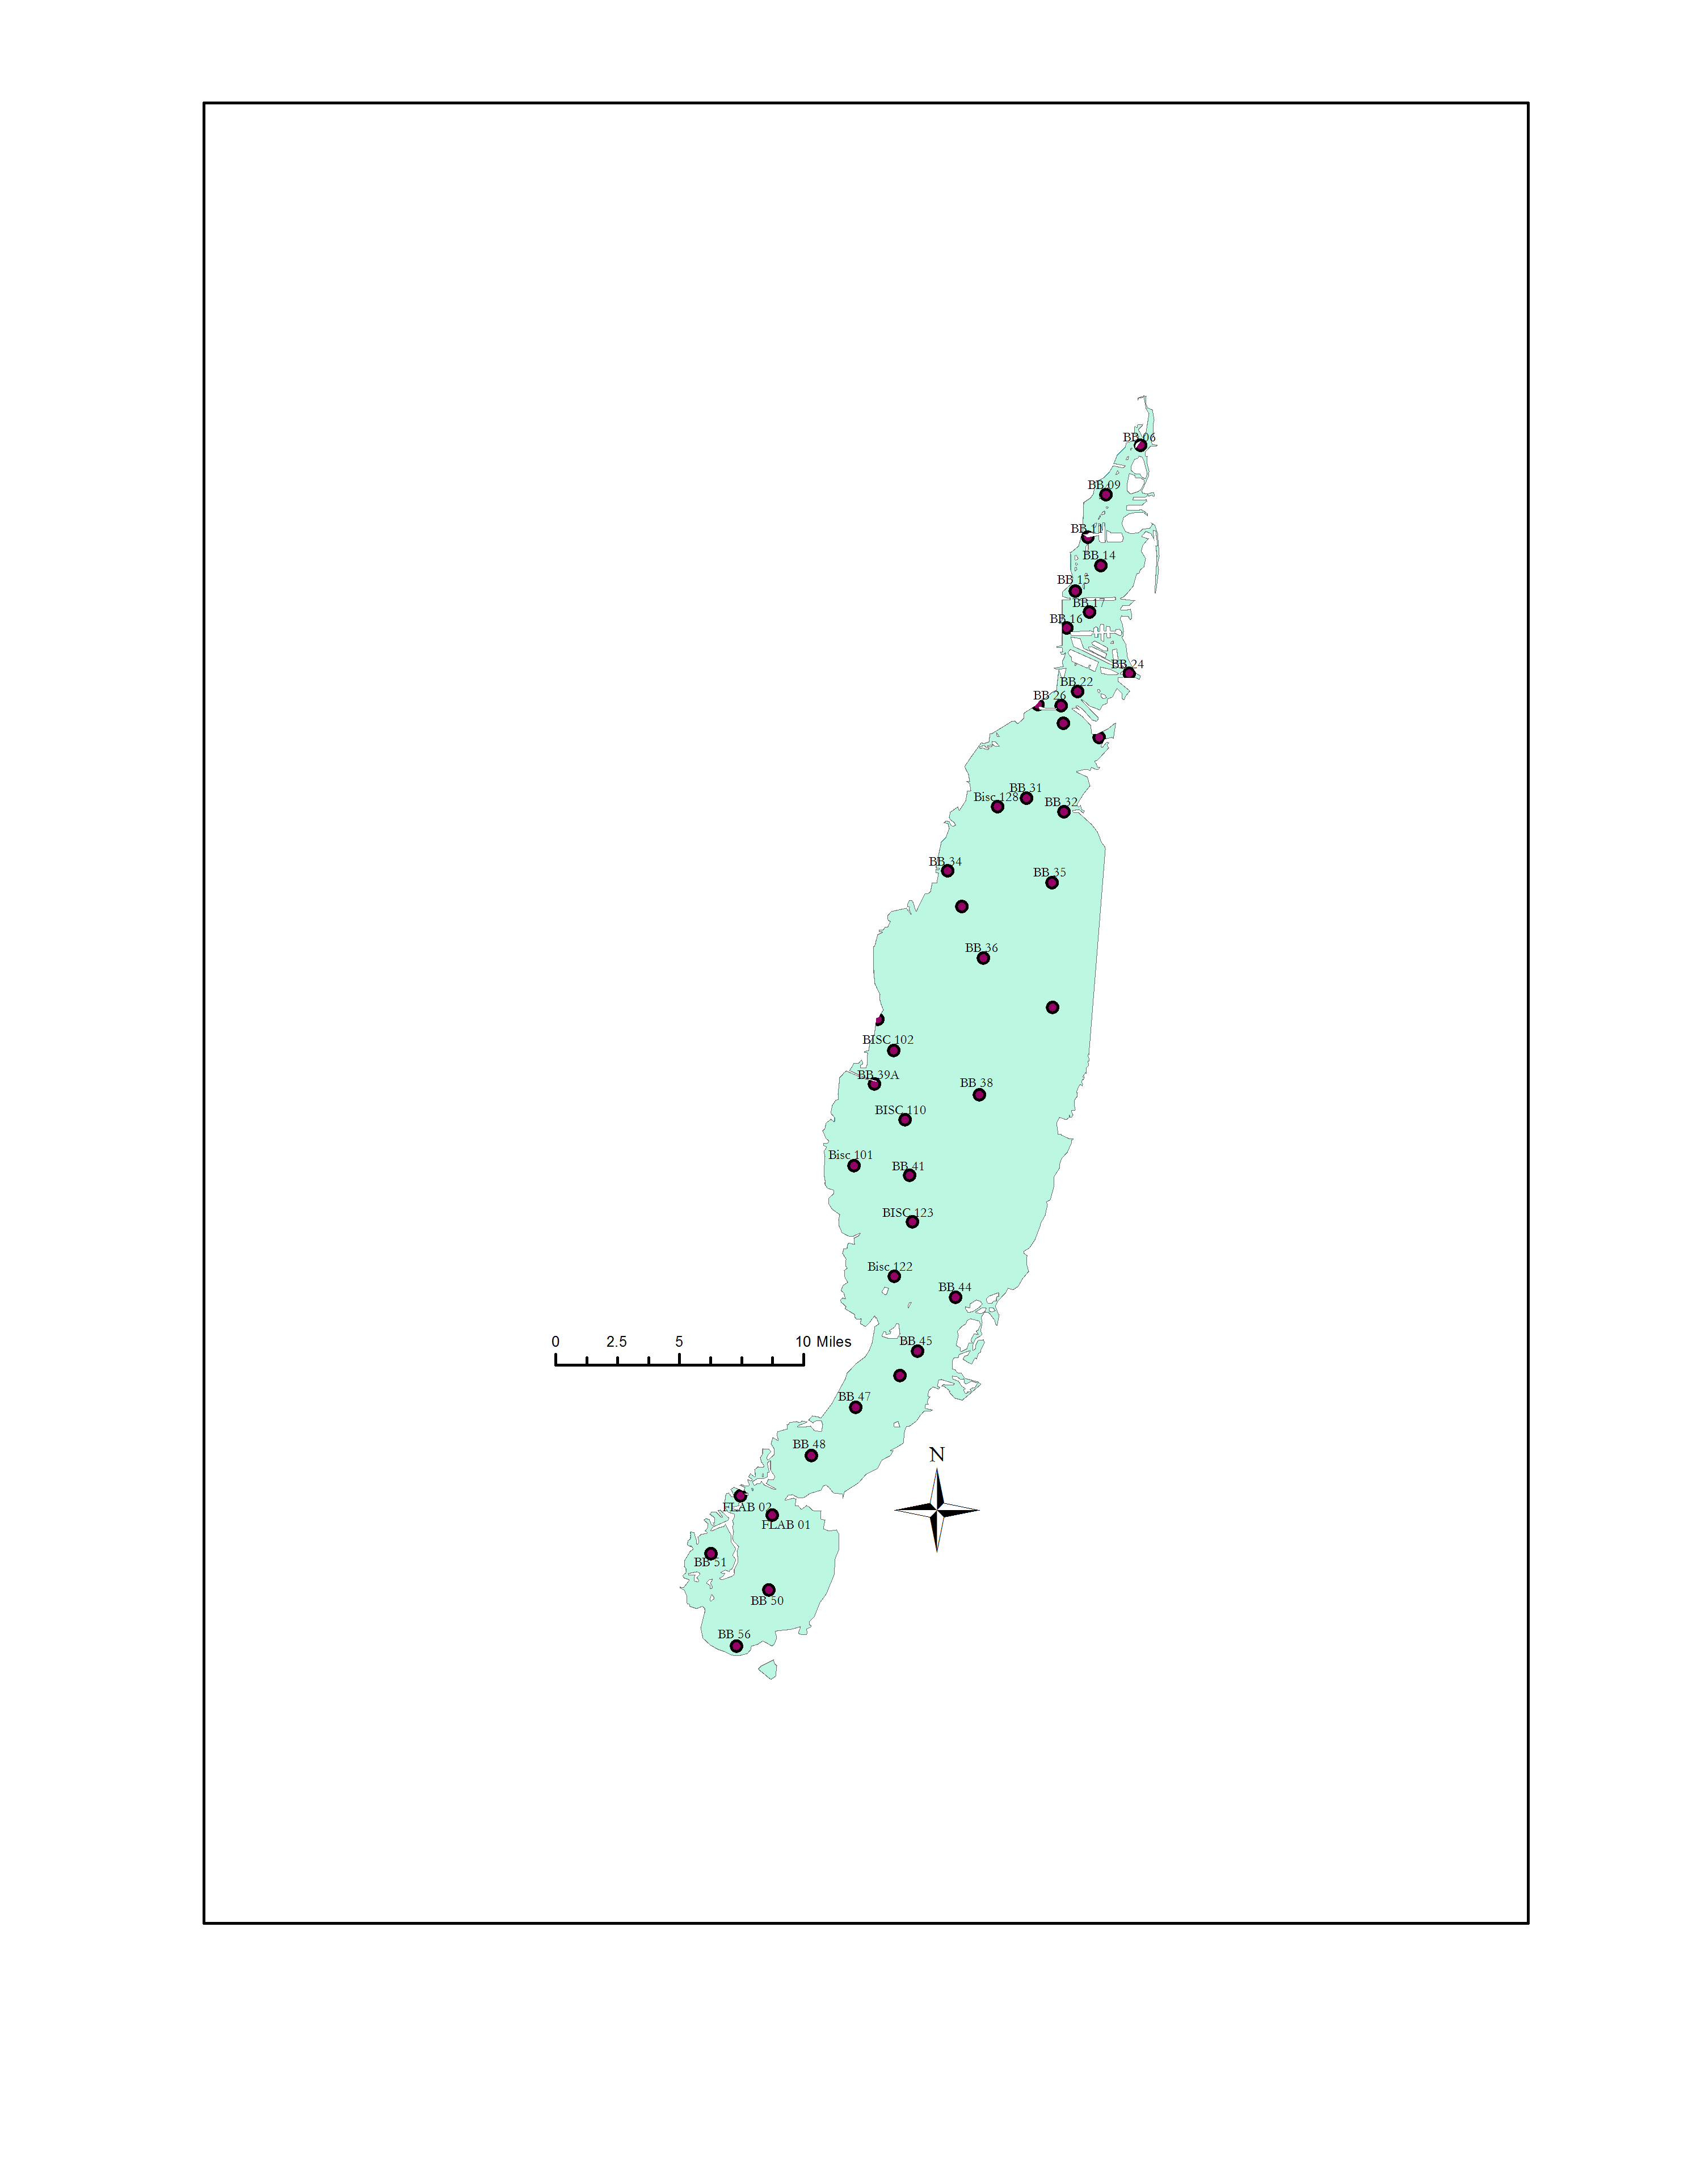 BB 06
BB 09
BB 11
BB 14
BB 15
BB 17
BB 16
BB 24
BB 22
BB 26
BB 31
Bisc 128
BB 32
BB 34
BB 35
BB 36
BISC 102
BB 39A
BB 38
BISC 110
Bisc 101
BB 41
BISC 123
Bisc 122
BB 44
BB 45
0 2.5 5 10 Miles
BB 47
BB 48
N
FLAB 02
FLAB 01
BB 51
BB 50
BB 56